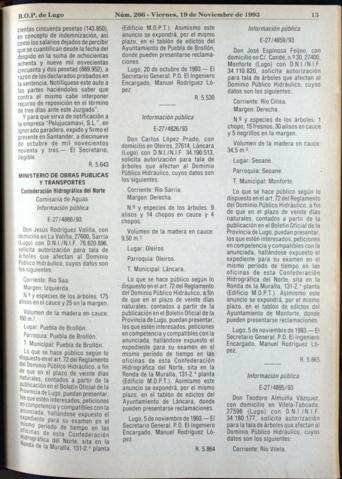 B.O.P. de Lugo
Núm. 266 - Viernes, 19 de Noviembre de 1993
13
cientas cincuenta pesetas (143.850),
en concepto de indemnización, así
como los salarios dejados de percibir
que se cuantifican desde la fecha del
despido en la suma de ochocientas
ochenta y nueve mil novecientas
cincuenta y dos pesetas (889.952), a
razón de los declarados probados en
la sentencia. Notifíquese este auto a
las partes haciéndoles saber que
contra el mismo cabe interponer
recurso de reposición en el término
de tres días ante este Juzgado".
Y para que sirva de notificación a
la empresa "Peluquimasi, S.L.", en
ignorado paradero, expido y firmo el
presente en Santander, a diecinueve
de octubre de mil novecientos
noventa y tres.— El Secretario,
ilegible.
R. 5.643
MINISTERIO DE OBRAS PUBLICAS
Y TRANSPORTES
Confederación Hidrográfica del Norte
Comisaría de Aguas
Información pública
E-27/4866/93
Don Jesús Rodríguez Valiña, con
domicilio en La Valiña, 27600, Sarria
(Lugo) con D.N.I./N.I.F. 76.620.896,
solicita autorización para tala de
árboles que afectan al Dominio
Público Hidráulico, cuyos datos son
los siguientes:
Corriente: Río Saa.
Margen: Izquierda.
N.º y especies de los árboles: 175
alisos en el cauce y 25 en la margen.
Volumen de la madera en cauce:
160 m.³
Lugar: Puebla de Brollón.
Parroquia: Puebla de Brollón.
T. Municipal: Puebla de Brollón.
Lo que se hace público según lo
dispuesto en el art. 72 del Reglamento
del Dominio Público Hidráulico, a fin
de que en el plazo de veinte días
naturales, contados a partir de la
publicación en el Boletín Oficial de la
Provincia de Lugo, puedan presentar,
los que estén interesados, peticiones
en competencia y compatibles con la
anunciada, hallándose expuesto el
expediente para su examen en el
mismo período de tiempo en las
oficinas de esta Confederación
Hidrográfica del Norte, sita en la
Ronda de la Muralla, 131-2.ª planta
(Edificio M.O.P.T.). Asimismo este
anuncio se expondrá, por el mismo
plazo, en el tablón de edictos del
Ayuntamiento de Puebla de Brollón,
donde pueden presentarse reclama-
ciones.
Lugo, 20 de octubre de 1993.— El
Secretario General. P.O. El Ingeniero
Encargado, Manuel Rodríguez Ló-
pez.
R. 5.530
Información pública
E-27/4826/93
Don Carlos López Prado, con
domicilio en Oleiros, 27614, Láncara
(Lugo) con D.N.I./N.I.F. 34.190.513,
solicita autorización para tala de
árboles que afectan al Dominio
Público Hidráulico, cuyos datos son
los siguientes:
Corriente: Río Sarria.
Margen: Derecha.
N.º y especies de los árboles: 9
alisos y 14 chopos en cauce y 4
chopos.
Volumen de la madera en cauce:
9,50 m.³
Lugar: Oleiros.
Parroquia: Oleiros.
T. Municipal: Láncara.
Lo que se hace público según lo
dispuesto en el art. 72 del Reglamento
del Dominio Público Hidráulico, a fin
de que en el plazo de veinte días
naturales, contados a partir de la
publicación en el Boletín Oficial de la
Provincia de Lugo, puedan presentar,
los que estén interesados, peticiones
en competencia y compatibles con la
anunciada, hallándose expuesto el
expediente para su examen en el
mismo período de tiempo en las
oficinas de esta Confederación
Hidrográfica del Norte, sita en la
Ronda de la Muralla, 131-2.ª planta
(Edificio M.O.P.T.). Asimismo este
anuncio se expondrá, por el mismo
plazo, en el tablón de edictos del
Ayuntamiento de Láncara, donde
pueden presentarse reclamaciones.
Lugo, 5 de noviembre de 1993.— El
Secretario General. P.O. El Ingeniero
Encargado, Manuel Rodríguez Ló-
pez.
R. 5.864
Información pública
E-27/4859/93
Don José Espinosa Feijoo, con
domicilio en C/. Conde, n.º 30, 27400,
Monforte (Lugo) con D.N.I./N.I.F.
34.110.829, solicita autorización
para tala de árboles que afectan al
Dominio Público Hidráulico, cuyos
datos son los siguientes:
Corriente: Río Cinsa.
Margen: Derecha.
N.º y especies de los árboles: 1
chopo, 15 fresnos, 30 alisos en cauce
y 5 negrillos en la margen.
Volumen de la madera en cauce:
34,5 m.³
Lugar: Seoane.
Parroquia: Seoane.
T. Municipal: Monforte.
Lo que se hace público según lo
dispuesto en el art. 72 del Reglamento
del Dominio Público Hidráulico, a fin
de que en el plazo de veinte días
naturales, contados a partir de la
publicación en el Boletín Oficial de la
Provincia de Lugo, puedan presentar,
los que estén interesados, peticiones
en competencia y compatibles con la
anunciada, hallándose expuesto el
expediente para su examen en el
mismo período de tiempo en las
oficinas de esta Confederación
Hidrográfica del Norte, sita en la
Ronda de la Muralla, 131-2.ª planta
(Edificio M.O.P.T.). Asimismo este
anuncio se expondrá, por el mismo
plazo, en el tablón de edictos del
Ayuntamiento de Monforte, donde
pueden presentarse reclamaciones.
Lugo, 5 de noviembre de 1993.— El
Secretario General. P.O. El Ingeniero
Encargado, Manuel Rodríguez Ló-
pez.
R. 5.865
Información pública
E-27/4895/93
Don Teodoro Almuiña Vázquez,
con domicilio en Vilela-Taboada,
27596 (Lugo) con D.N.I./N.I.F.
34.180.177, solicita autorización
para la tala de árboles que afectan al
Dominio Público Hidráulico, cuyos
datos son los siguientes:
Corriente: Río Vilela.